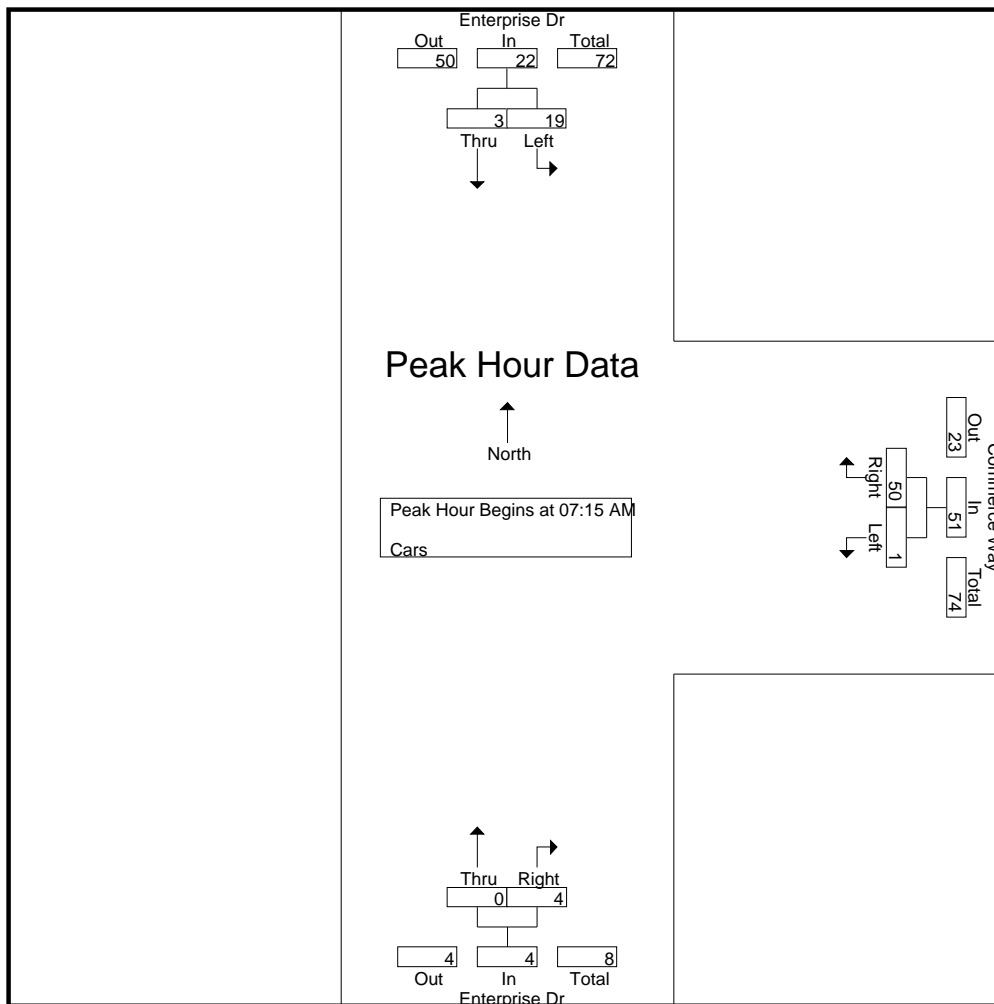 Enterprise Dr
Out In Total
50 22 72
3 19
Thru Left
Peak Hour Data
North
Peak Hour Begins at 07:15 AM
Cars
Right Left
50 1
Out In Total
23 51 74
Commerce Way
Thru Right
0 4
4 4 8
Out In Total
Enterprise Dr